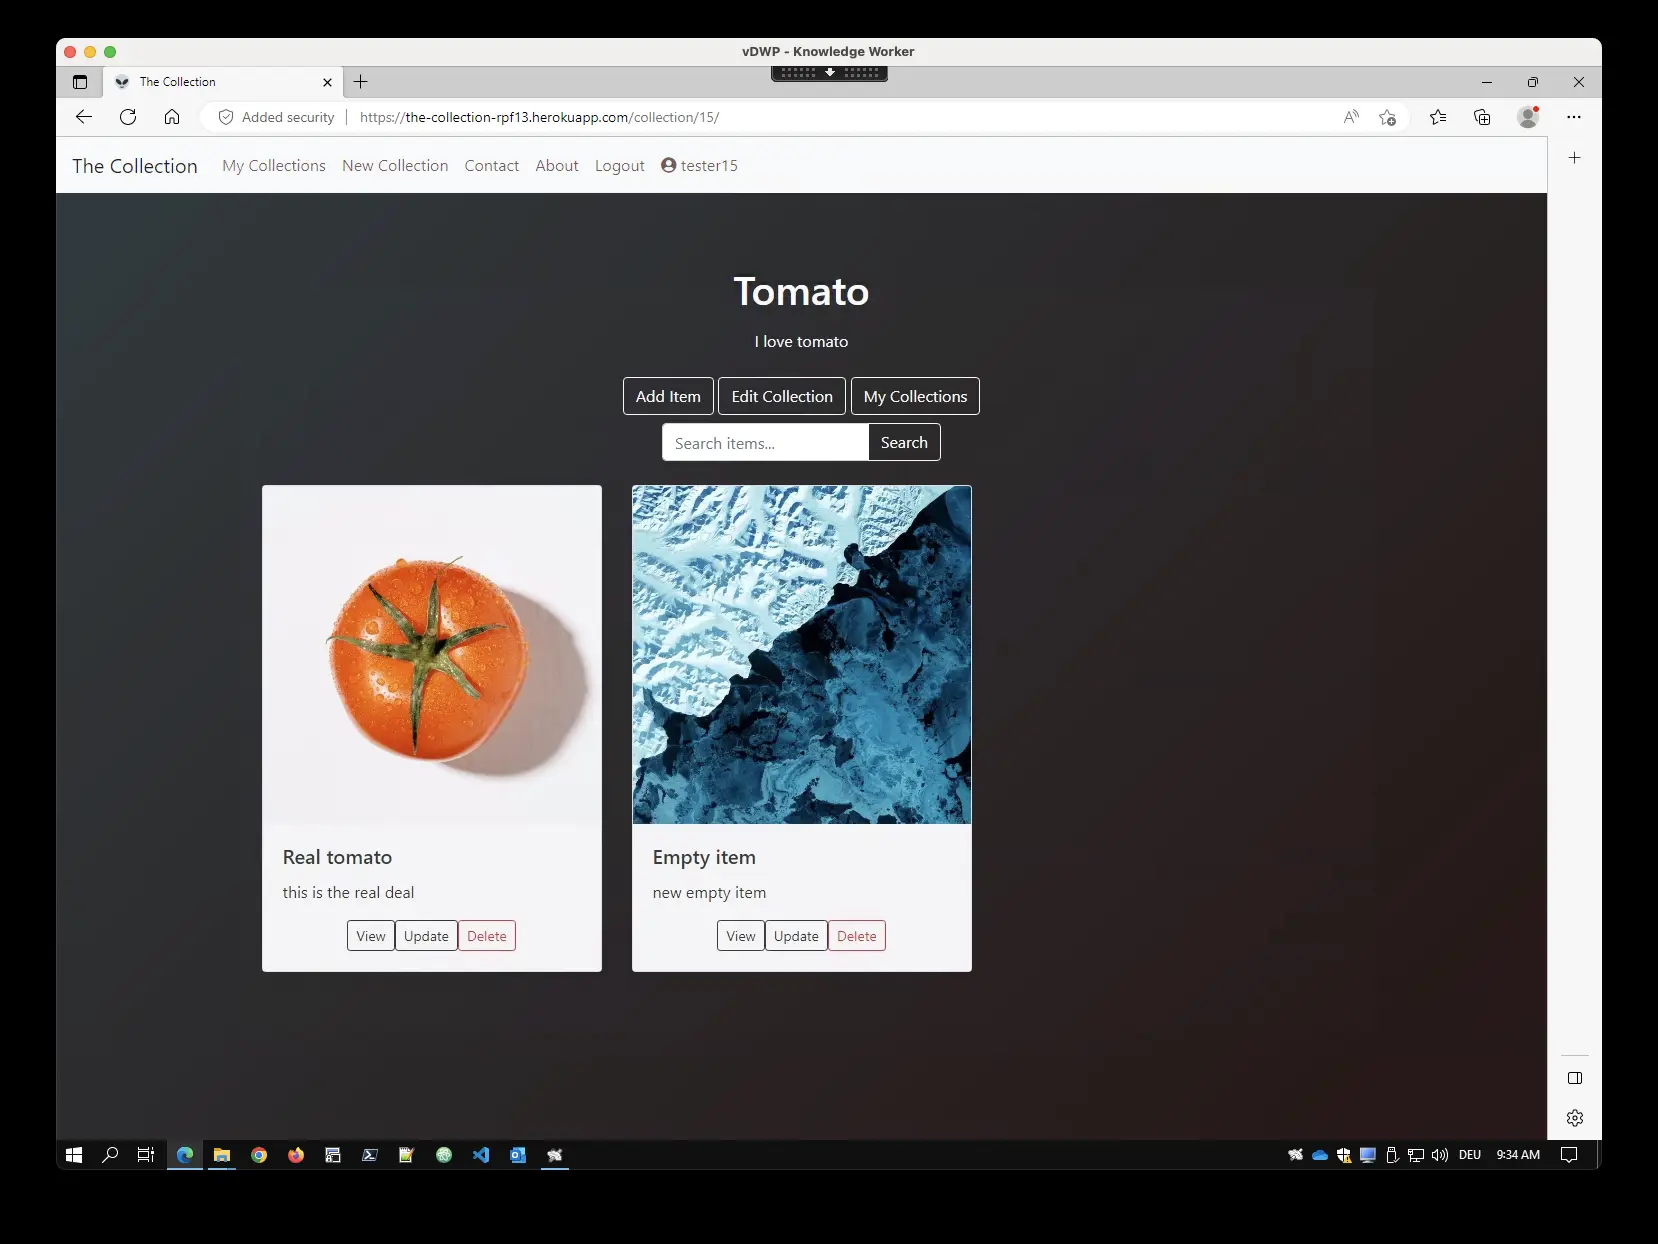 vDWP - Knowledge Worker
The Collection
Added security
https://the-collection-rpf13.herokuapp.com/collection/15/
The Collection My Collections New Collection Contact About Logout tester15
Tomato
I love tomato
Add Item Edit Collection My Collections
Search items... Search
Real tomato
this is the real deal
View Update Delete
Empty item
new empty item
View Update Delete
DEU 9:34 AM